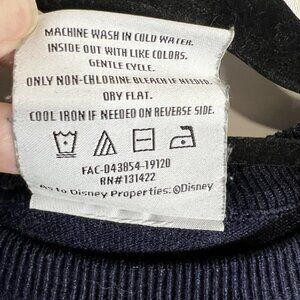 MACHINE WASH IN COLD WATER.
INSIDE OUT WITH LIKE COLORS.
GENTLE CYCLE.
ONLY NON-CHLORINE BLEACH IF NEEDED.
DRY FLAT.
COOL IRON IF NEEDED ON REVERSE SIDE.
FAC-043854-19120
RN#131422
As to Disney Properties: ©Disney